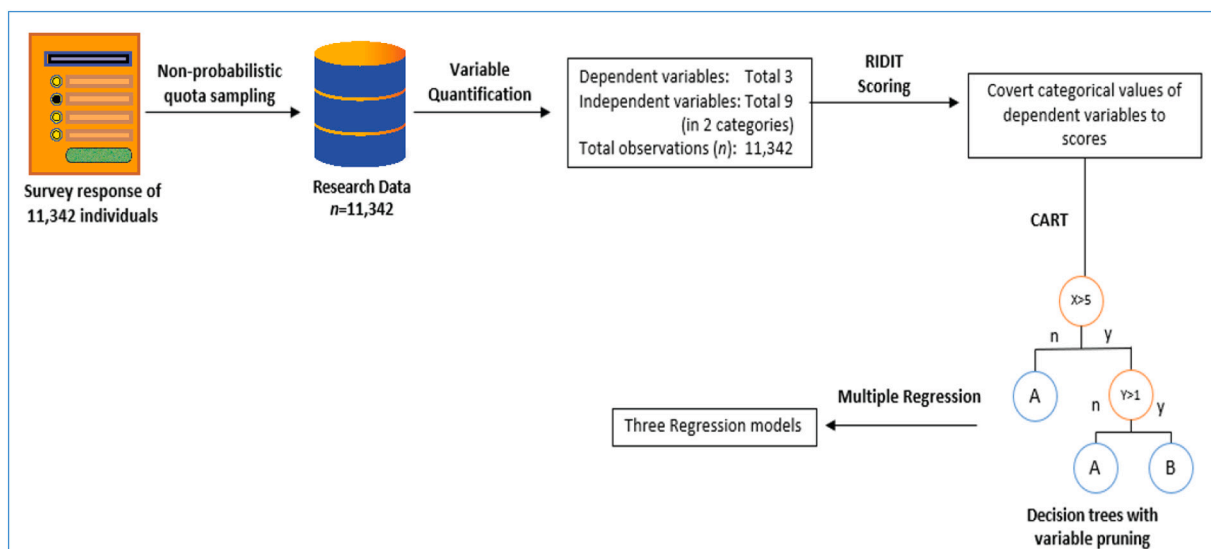 Non-probabilistic
quota sampling
Survey response of
11,342 individuals
Research Data
n=11,342
Variable
Quantification
Dependent variables: Total 3
Independent variables: Total 9
(in 2 categories)
Total observations (n): 11,342
RIDIT
Scoring
Covert categorical values of
dependent variables to
scores
CART
X>5
n
y
A
Y>1
n
y
A
B
Decision trees with
variable pruning
Multiple Regression
Three Regression models